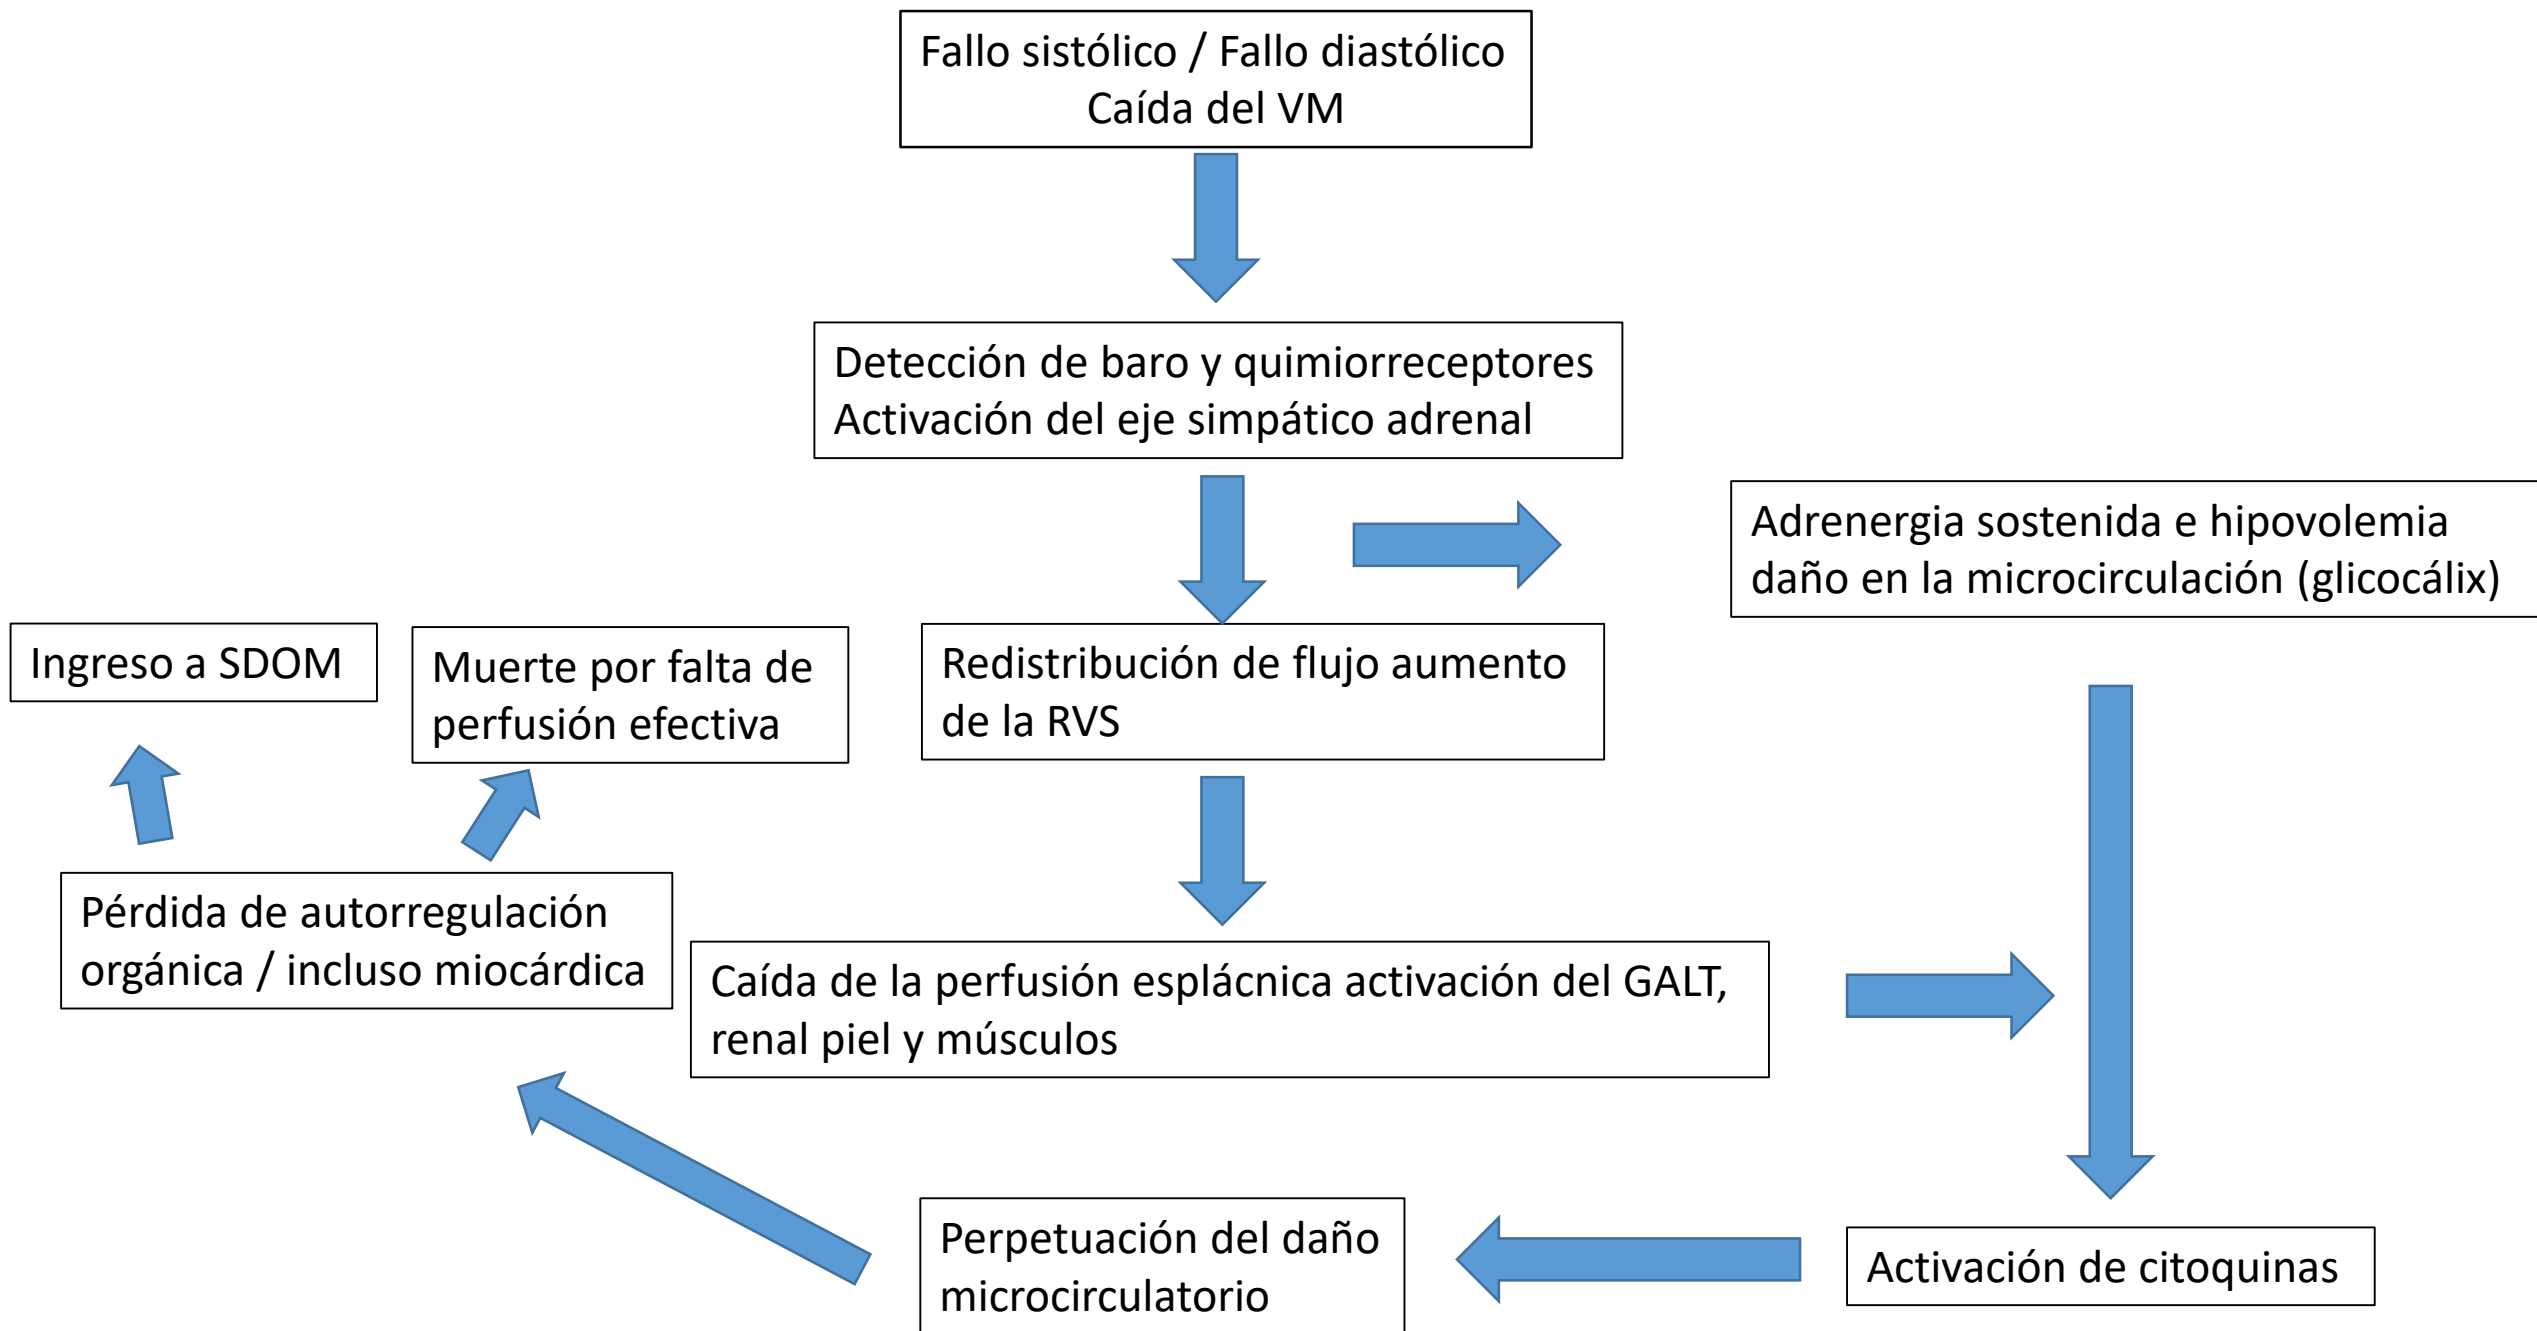 Fallo sistólico / Fallo diastólico
Caída del VM
Detección de baro y quimiorreceptores
Activación del eje simpático adrenal
Adrenergia sostenida e hipovolemia
daño en la microcirculación (glicocálix)
Redistribución de flujo aumento
de la RVS
Ingreso a SDOM
Muerte por falta de
perfusión efectiva
Pérdida de autorregulación
orgánica / incluso miocárdica
Caída de la perfusión esplácnica activación del GALT,
renal piel y músculos
Perpetuación del daño
microcirculatorio
Activación de citoquinas